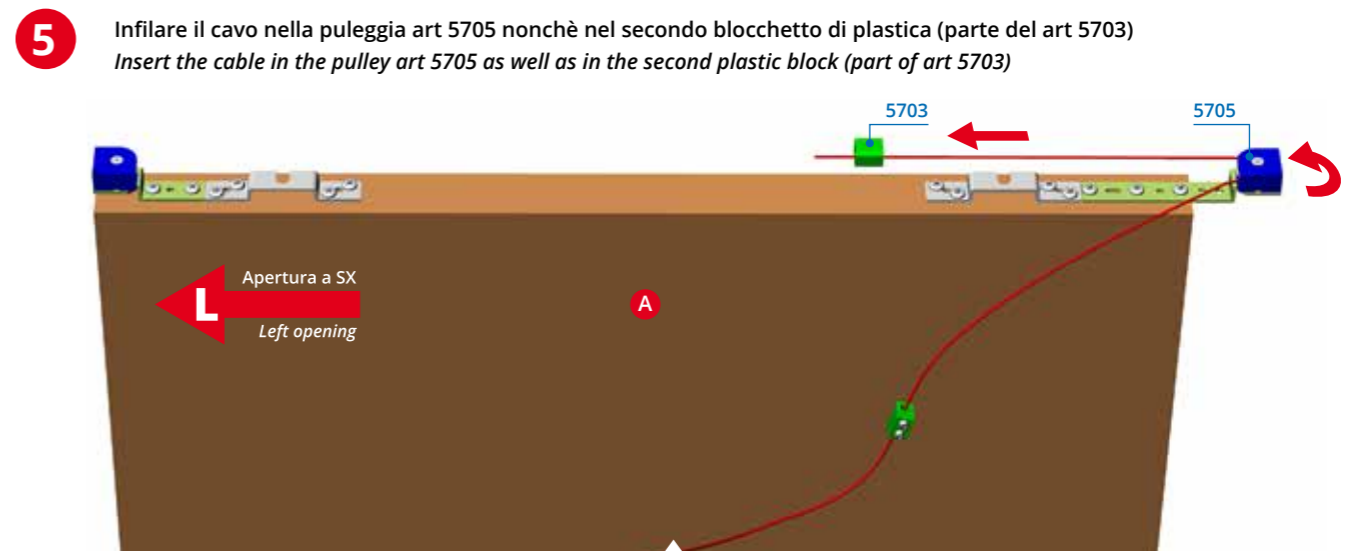 5
Infilare il cavo nella puleggia art 5705 nonchè nel secondo blocchetto di plastica (parte del art 5703)
Insert the cable in the pulley art 5705 as well as in the second plastic block (part of art 5703)
5703
5705
Apertura a SX
L
Left opening
A